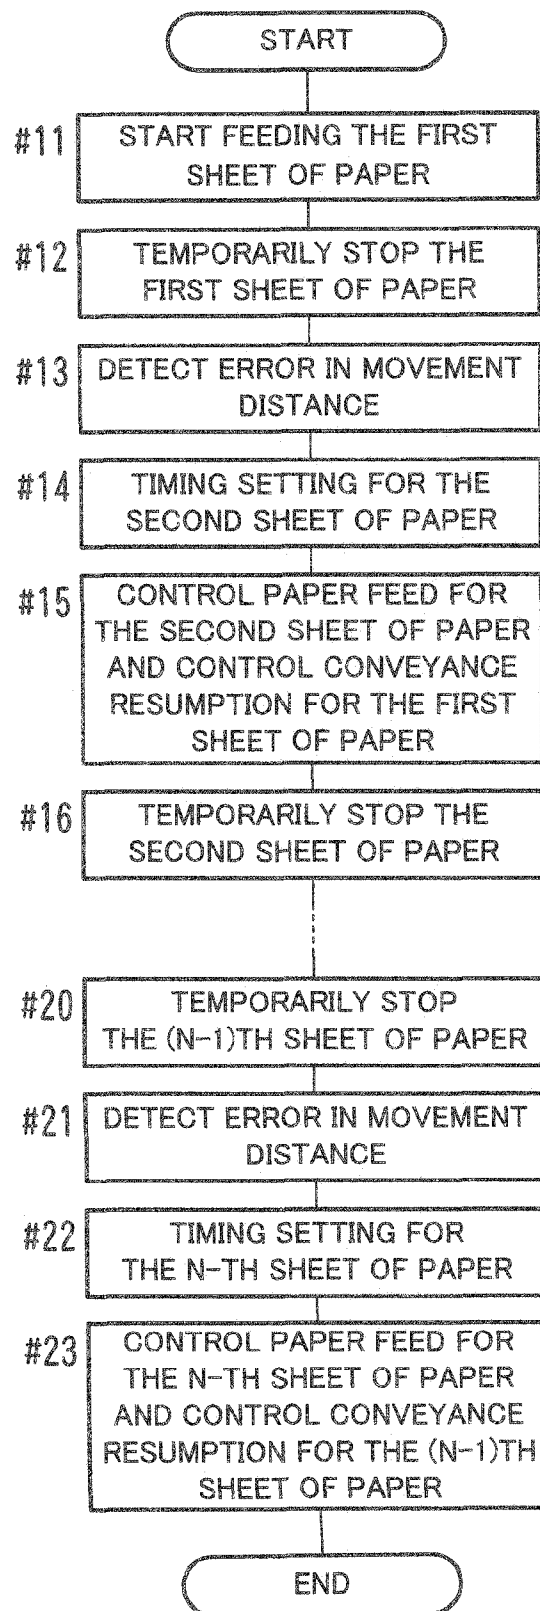 START
#11
START FEEDING THE FIRST
SHEET OF PAPER
#12
TEMPORARILY STOP THE
FIRST SHEET OF PAPER
#13
DETECT ERROR IN MOVEMENT
DISTANCE
#14
TIMING SETTING FOR THE
SECOND SHEET OF PAPER
#15
CONTROL PAPER FEED FOR
THE SECOND SHEET OF PAPER
AND CONTROL CONVEYANCE
RESUMPTION FOR THE FIRST
SHEET OF PAPER
#16
TEMPORARILY STOP THE
SECOND SHEET OF PAPER
#20
TEMPORARILY STOP
THE (N-1)TH SHEET OF PAPER
#21
DETECT ERROR IN MOVEMENT
DISTANCE
#22
TIMING SETTING FOR
THE N-TH SHEET OF PAPER
#23
CONTROL PAPER FEED FOR
THE N-TH SHEET OF PAPER
AND CONTROL CONVEYANCE
RESUMPTION FOR THE (N-1)TH
SHEET OF PAPER
END